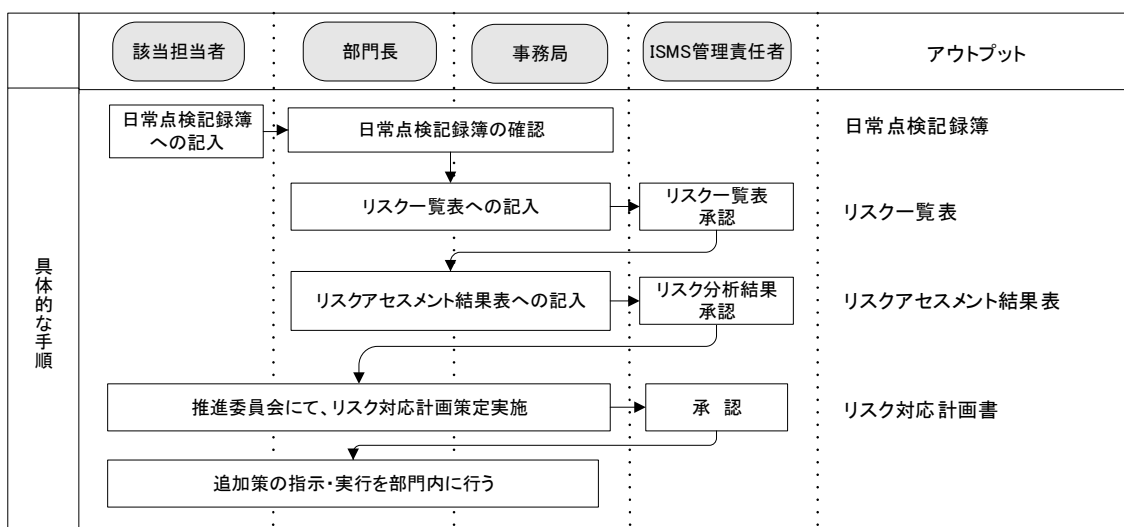 該当担当者
部門長
事務局
ISMS管理責任者
アウトプット
具体的な手順
日常点検記録簿
への記入
日常点検記録簿の確認
日常点検記録簿
リスク一覧表への記入
リスク一覧表
承認
リスク一覧表
リスクアセスメント結果表への記入
リスク分析結果
承認
リスクアセスメント結果表
推進委員会にて、リスク対応計画策定実施
承 認
リスク対応計画書
追加策の指示・実行を部門内に行う